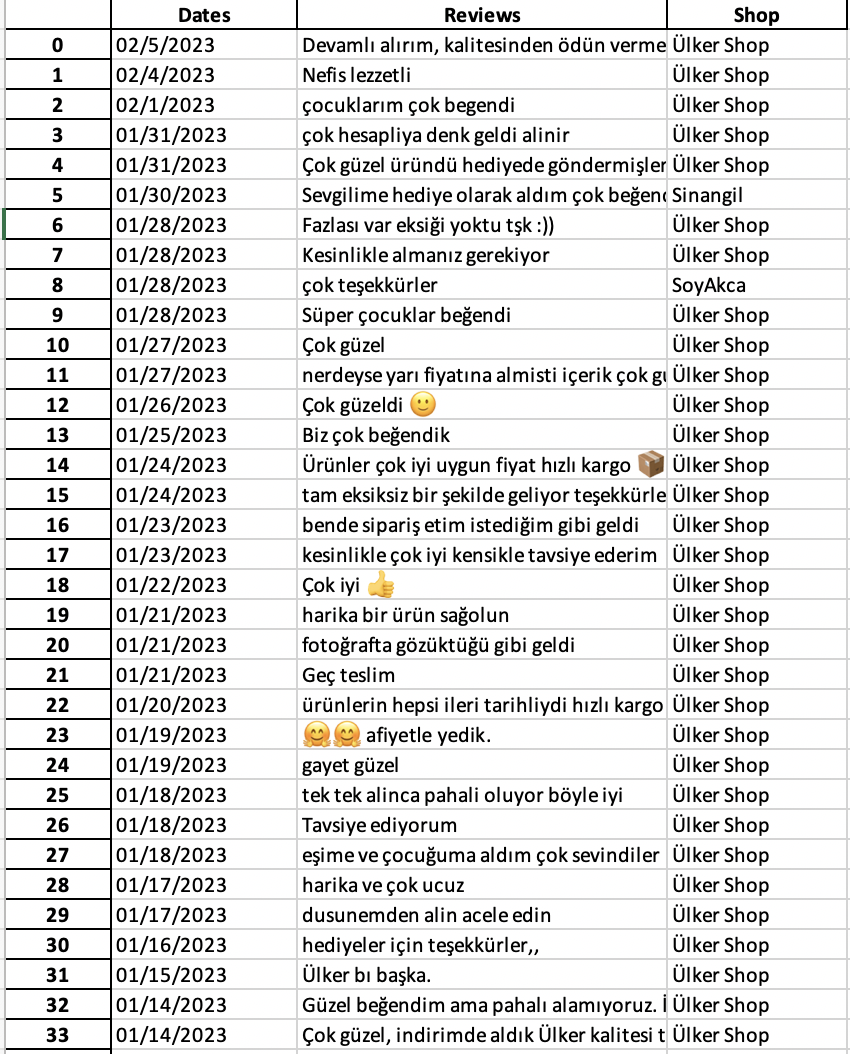 Dates Reviews Shop
0 02/5/2023 Devamlı alırım, kalitesinden ödün verme Ülker Shop
1 02/4/2023 Nefis lezzetli Ülker Shop
2 02/1/2023 çocuklarım çok begendi Ülker Shop
3 01/31/2023 çok hesapliya denk geldi alinir Ülker Shop
4 01/31/2023 Çok güzel üründü hediyede göndermişler Ülker Shop
5 01/30/2023 Sevgilime hediye olarak aldım çok beğend Sinangil
6 01/28/2023 Fazlası var eksiği yoktu tşk :)) Ülker Shop
7 01/28/2023 Kesinlikle almanız gerekiyor Ülker Shop
8 01/28/2023 çok teşekkürler SoyAkca
9 01/28/2023 Süper çocuklar beğendi Ülker Shop
10 01/27/2023 Çok güzel Ülker Shop
11 01/27/2023 nerdeyse yarı fiyatına almisti içerik çok gü Ülker Shop
12 01/26/2023 Çok güzeldi 🙂 Ülker Shop
13 01/25/2023 Biz çok beğendik Ülker Shop
14 01/24/2023 Ürünler çok iyi uygun fiyat hızlı kargo 📦 Ülker Shop
15 01/24/2023 tam eksiksiz bir şekilde geliyor teşekkürle Ülker Shop
16 01/23/2023 bende sipariş etim istediğim gibi geldi Ülker Shop
17 01/23/2023 kesinlikle çok iyi kensikle tavsiye ederim Ülker Shop
18 01/22/2023 Çok iyi 👍 Ülker Shop
19 01/21/2023 harika bir ürün sağolun Ülker Shop
20 01/21/2023 fotoğrafta gözüktüğü gibi geldi Ülker Shop
21 01/21/2023 Geç teslim Ülker Shop
22 01/20/2023 ürünlerin hepsi ileri tarihliydi hızlı kargo Ülker Shop
23 01/19/2023 🤗🤗 afiyetle yedik. Ülker Shop
24 01/19/2023 gayet güzel Ülker Shop
25 01/18/2023 tek tek alinca pahali oluyor böyle iyi Ülker Shop
26 01/18/2023 Tavsiye ediyorum Ülker Shop
27 01/18/2023 eşime ve çocuğuma aldım çok sevindiler Ülker Shop
28 01/17/2023 harika ve çok ucuz Ülker Shop
29 01/17/2023 dusunemden alin acele edin Ülker Shop
30 01/16/2023 hediyeler için teşekkürler,, Ülker Shop
31 01/15/2023 Ülker bı başka. Ülker Shop
32 01/14/2023 Güzel beğendim ama pahalı alamıyoruz. İ Ülker Shop
33 01/14/2023 Çok güzel, indirimde aldık Ülker kalitesi t Ülker Shop